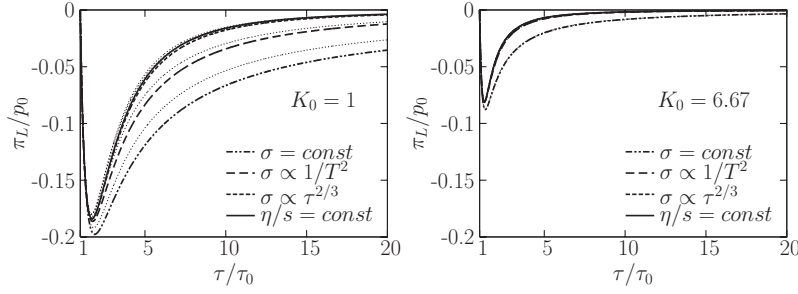 0
-0.05
-0.1
-0.15
-0.2
π_L/p_0
K_0 = 1
σ = const
σ ∝ 1/T^2
σ ∝ τ^{2/3}
η/s = const
1 5 10 15 20
τ/τ_0
0
-0.05
-0.1
-0.15
-0.2
π_L/p_0
K_0 = 6.67
σ = const
σ ∝ 1/T^2
σ ∝ τ^{2/3}
η/s = const
1 5 10 15 20
τ/τ_0